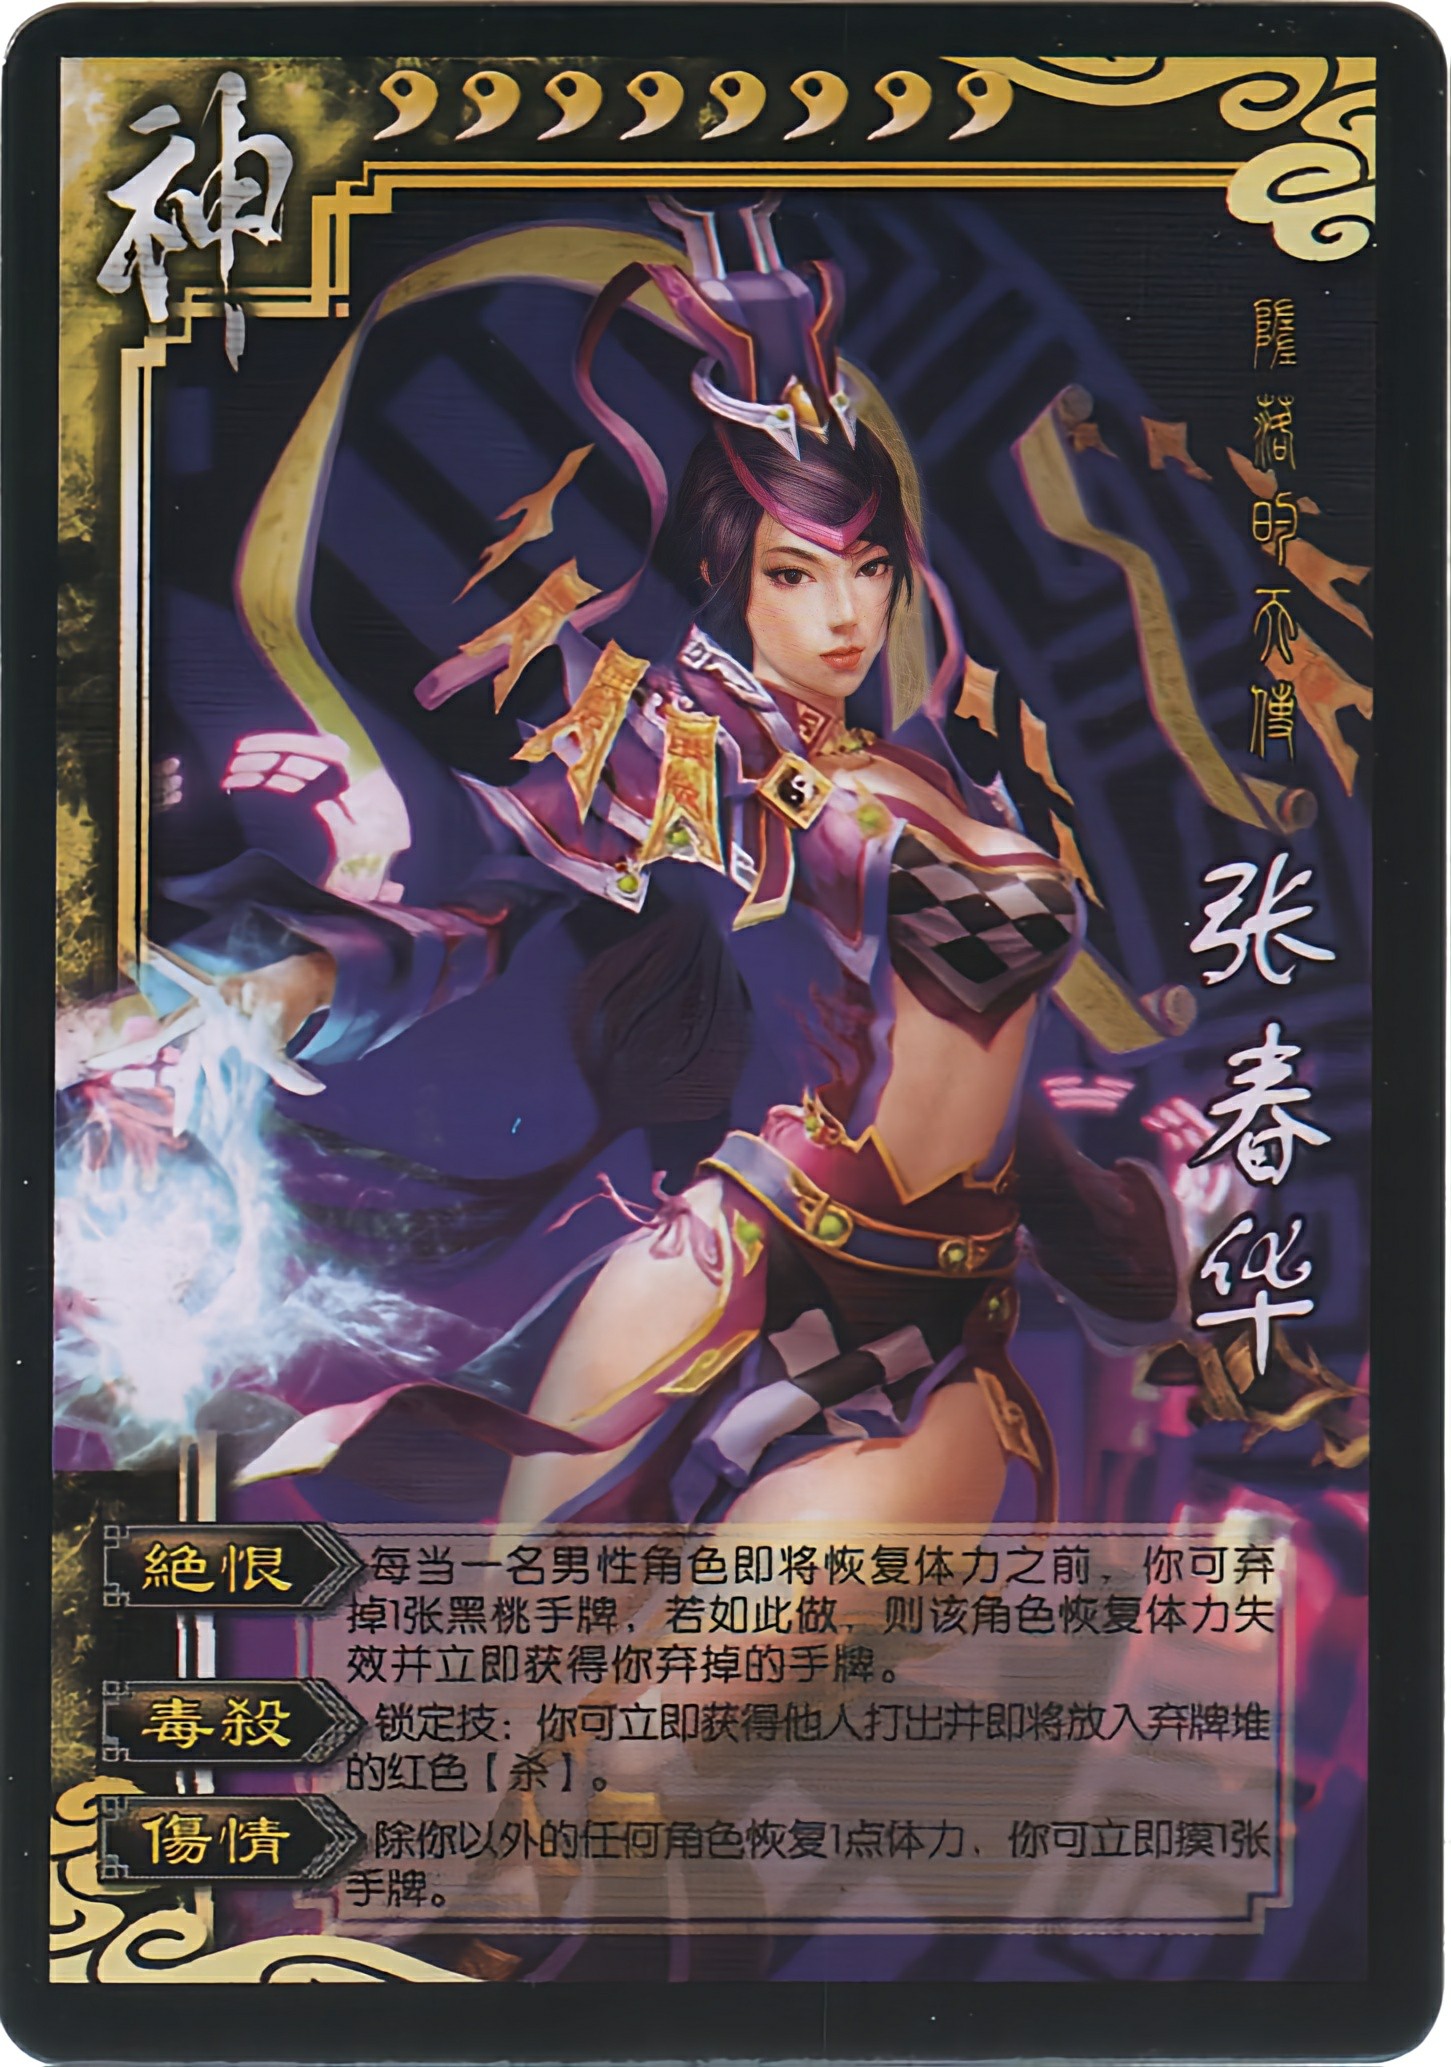 神
隨落的天使
张春华
絕恨
每当一名男性角色即将恢复体力之前，你可弃
掉1张黑桃手牌，若如此做，则该角色恢复体力失
效并立即获得你弃掉的手牌。
毒殺
锁定技：你可立即获得他人打出并即将放入弃牌堆
的红色【杀】。
傷情
除你以外的任何角色恢复1点体力，你可立即摸1张
手牌。